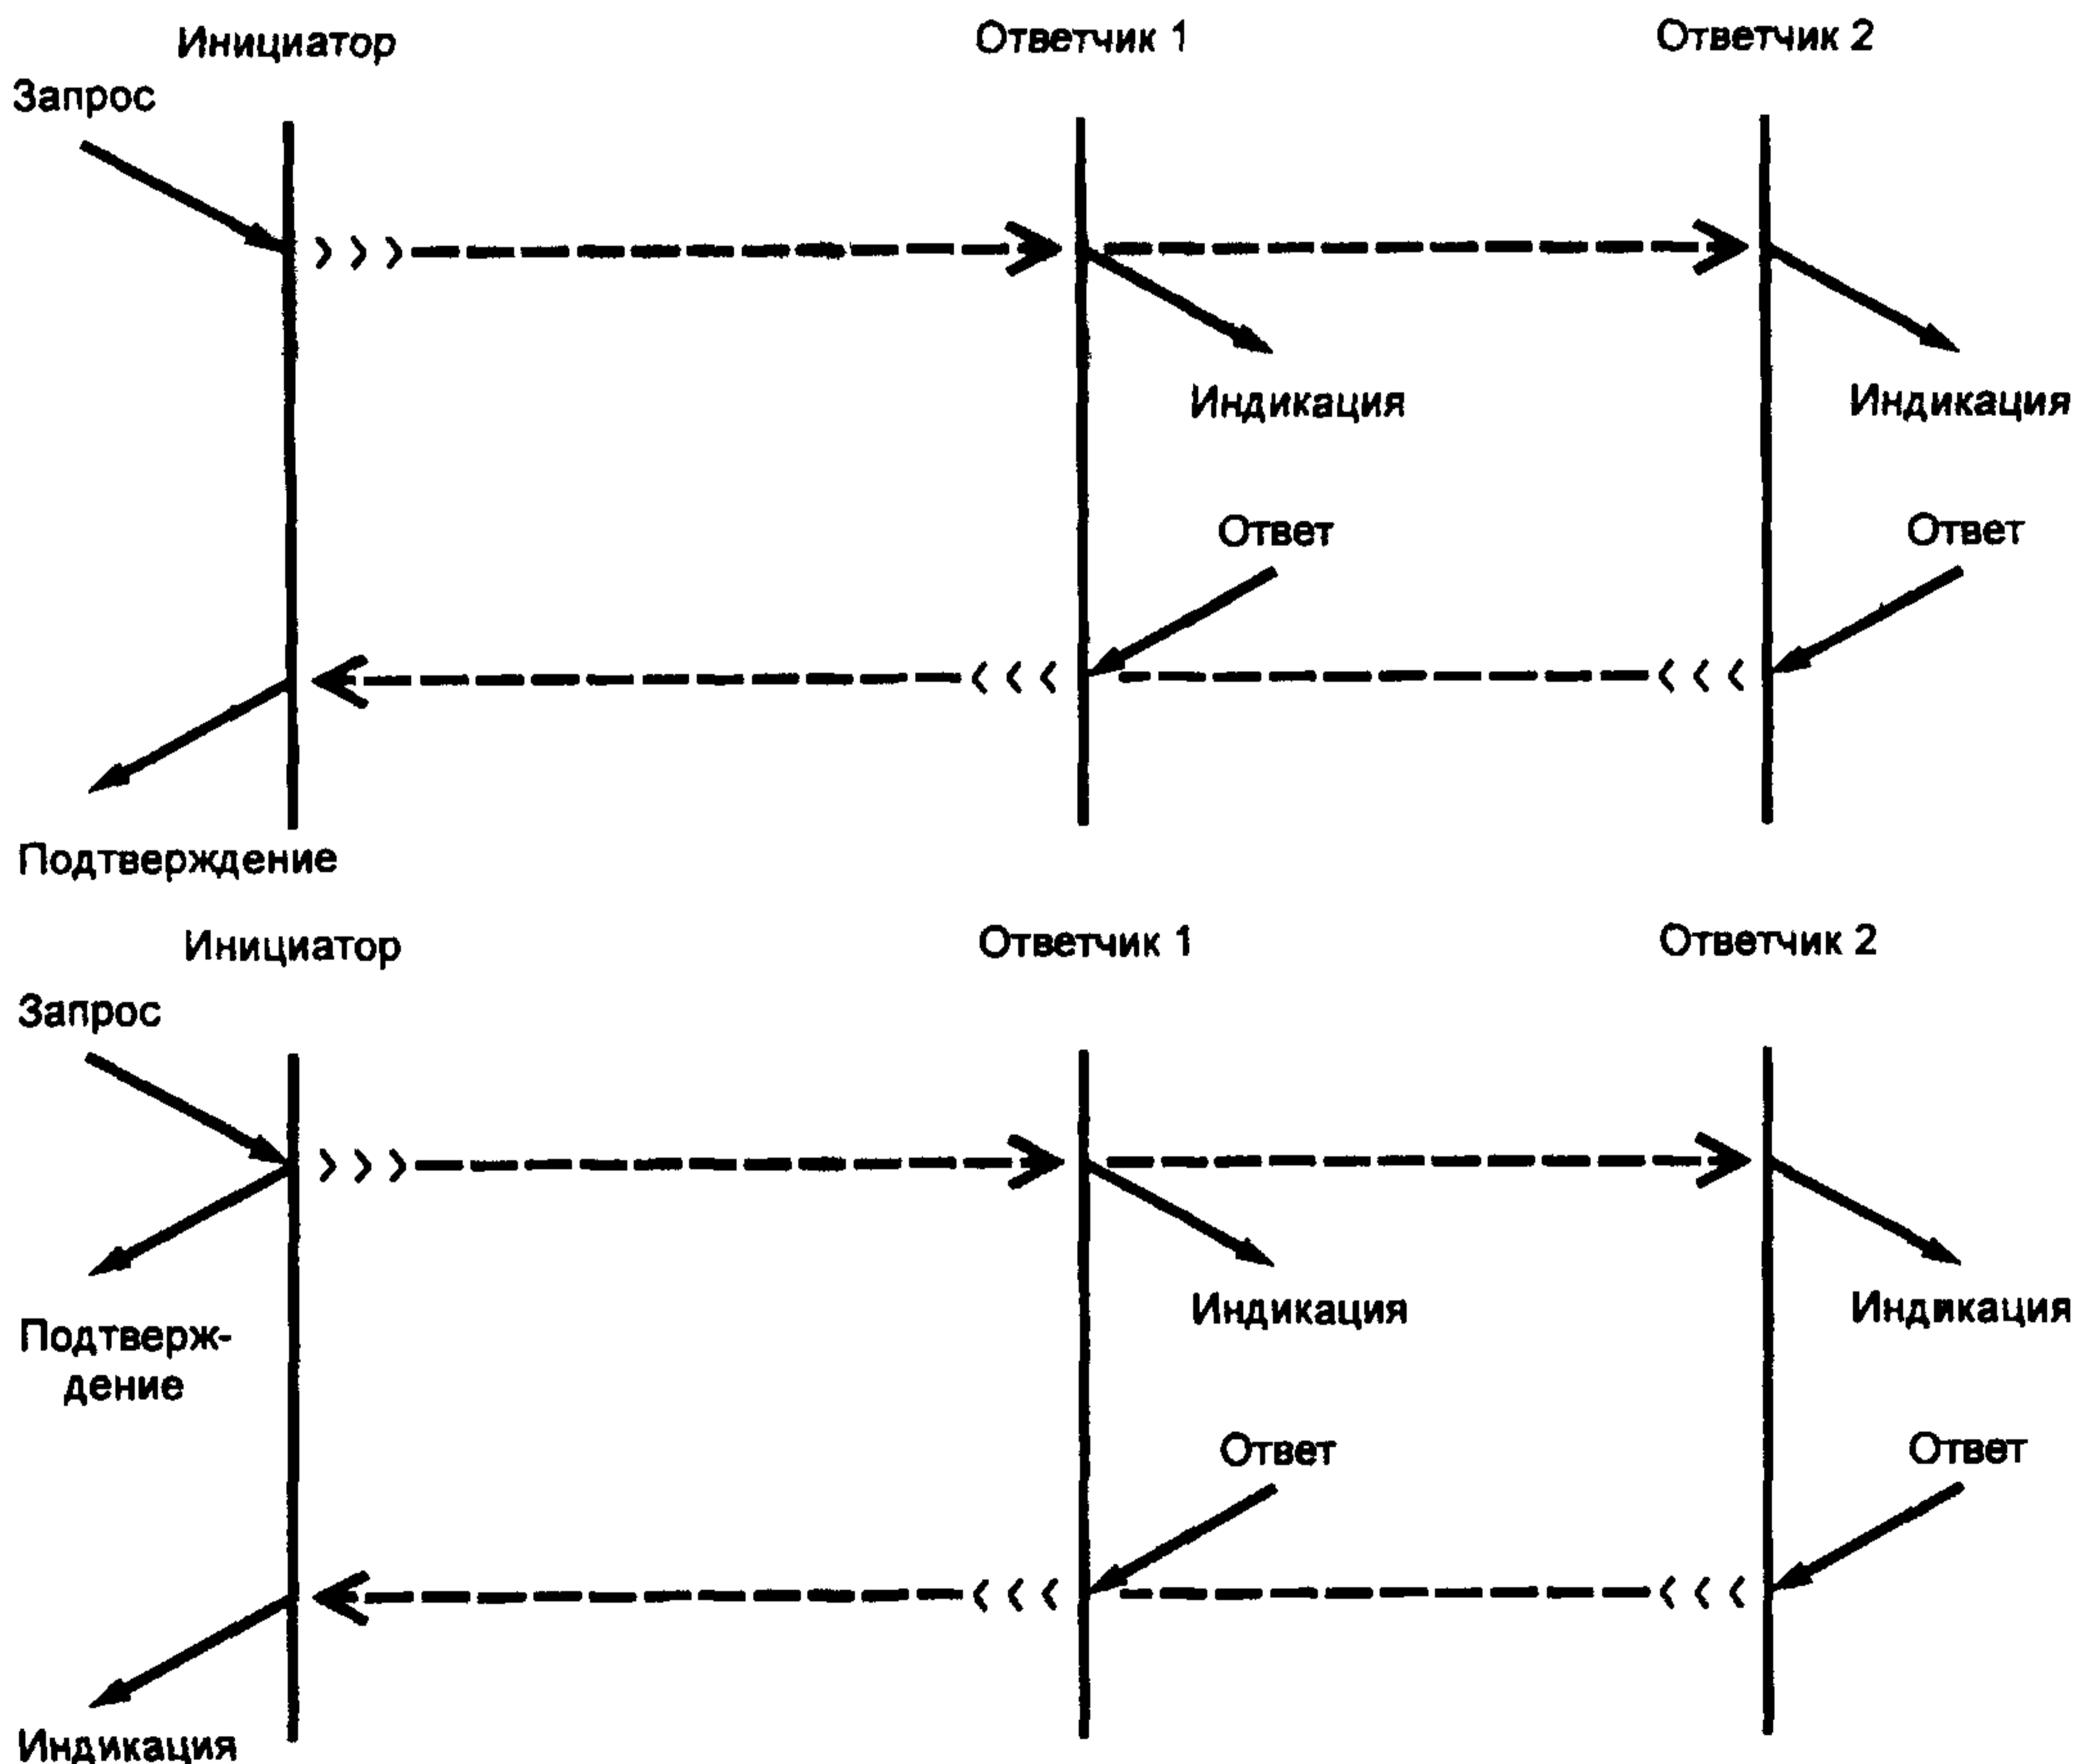 Инициатор
Ответчик 1
Ответчик 2
Запрос
Индикация
Индикация
Ответ
Ответ
Подтверждение
Инициатор
Ответчик 1
Ответчик 2
Запрос
Индикация
Индикация
Подтверж-
дение
Ответ
Ответ
Индикация